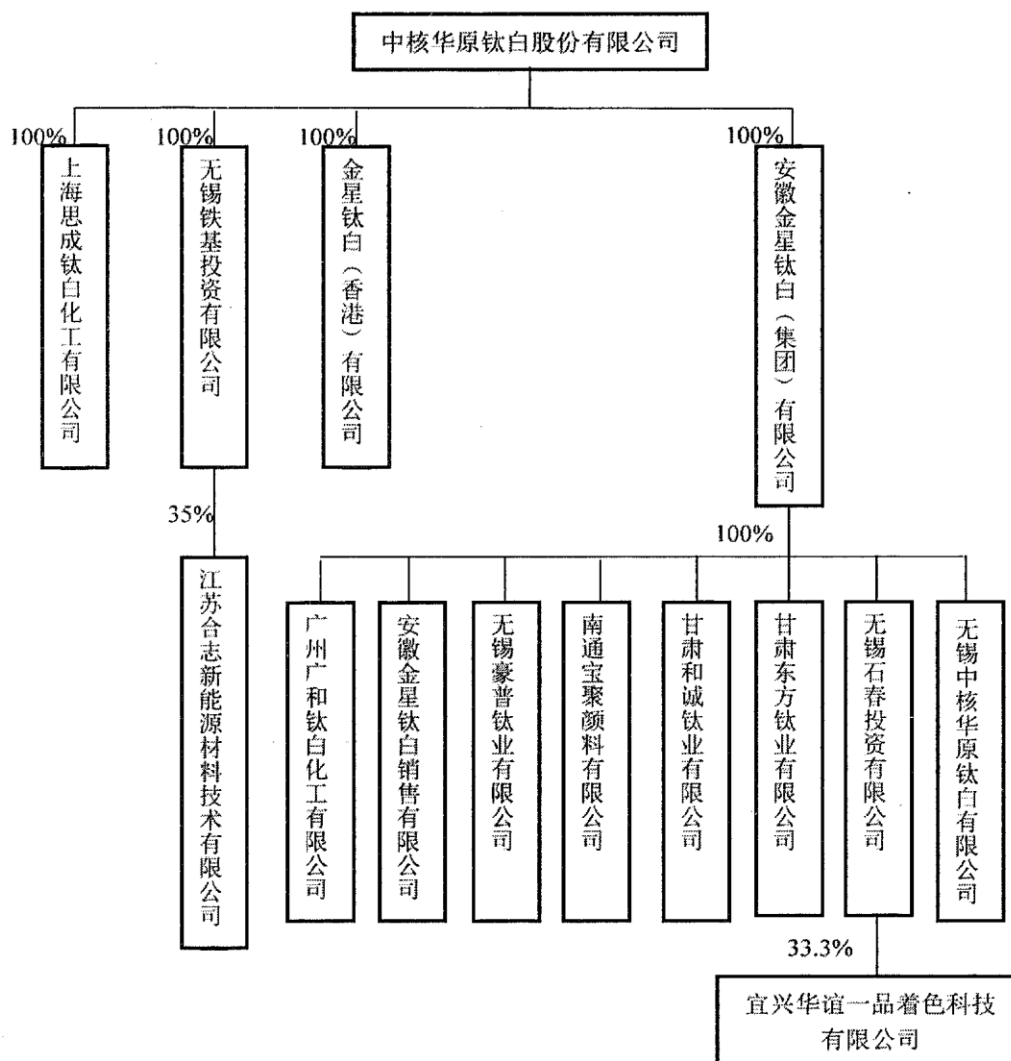 中核华原钛白股份有限公司
100%
100%
100%
100%
上海思成钛白化工有限公司
无锡铁基投资有限公司
金星钛白（香港）有限公司
安徽金星钛白（集团）有限公司
35%
100%
江苏合志新能源材料技术有限公司
广州广和钛白化工有限公司
安徽金星钛白销售有限公司
无锡豪普钛业有限公司
南通宝聚颜料有限公司
甘肃和诚钛业有限公司
甘肃东方钛业有限公司
无锡石春投资有限公司
无锡中核华原钛白有限公司
33.3%
宜兴华谊一品着色科技
有限公司